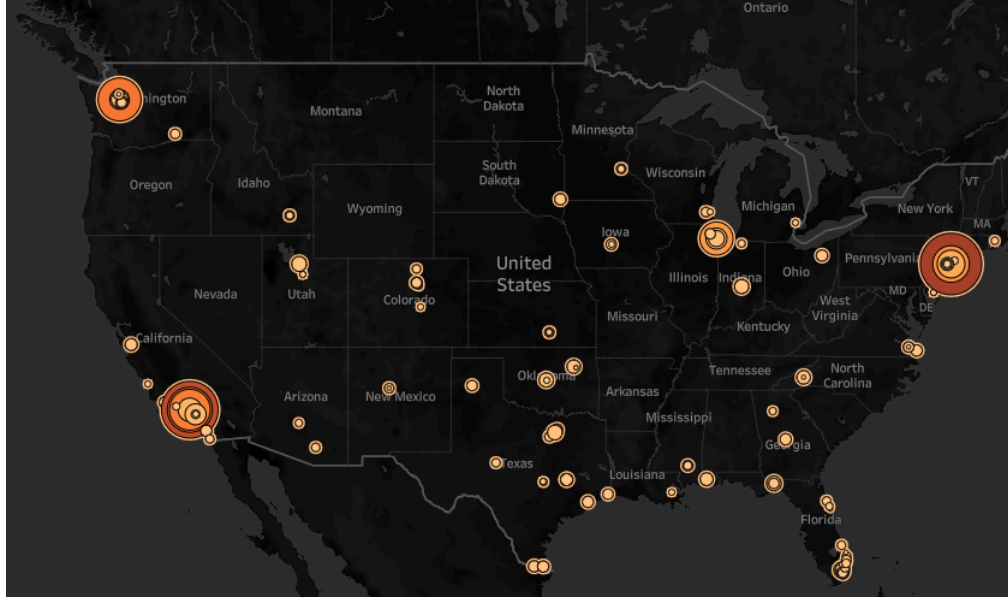 Ontario
nington
North
Dakota
Montana
Minnesota
South
Dakota
Wisconsin
VT
Oregon
Idaho
Wyoming
Michigan
New York
MA
Iowa
United
States
Pennsylvania
Nevada
Utah
Colorado
Illinois
Indiana
Ohio
MD
DE
West
Virginia
Missouri
Kentucky
California
Tennessee
North
Carolina
Oklahoma
Arkansas
Arizona
New Mexico
Mississippi
Georgia
Texas
Louisiana
Florida